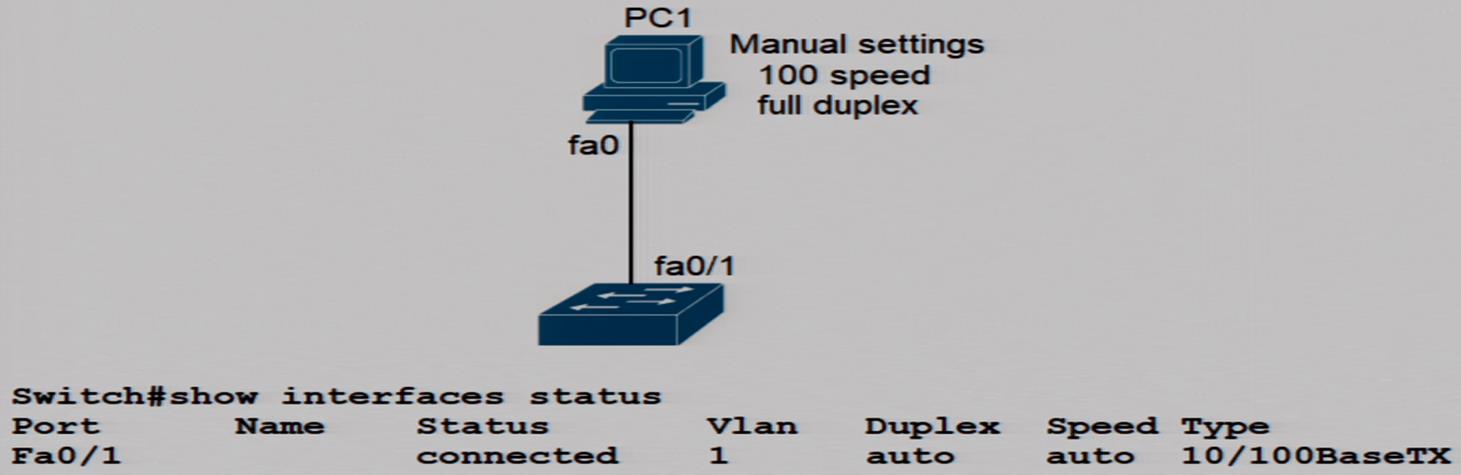 PC1
Manual settings
100 speed
full duplex
fa0
fa0/1
Switch#show interfaces status
Port Name Status Vlan Duplex Speed Type
Fa0/1 connected 1 auto auto 10/100BaseTX